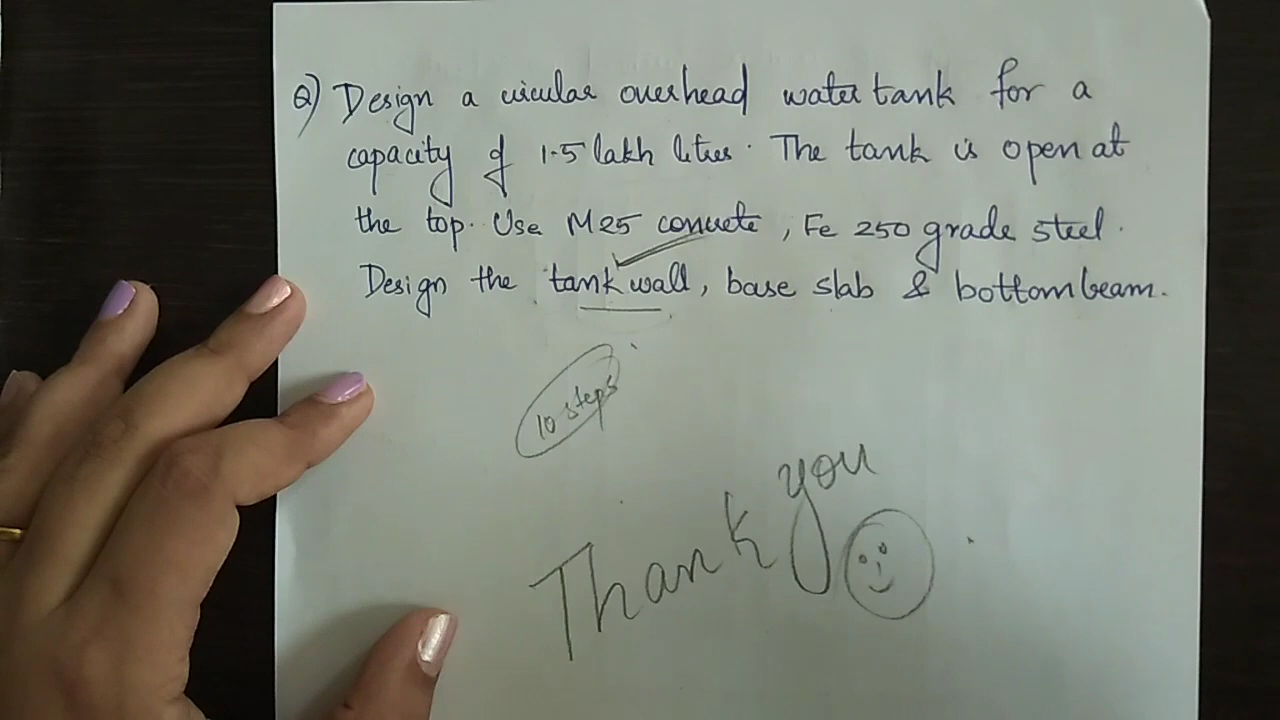 Q) Design a circular overhead water tank for a
capacity of 1.5 lakh litres. The tank is open at
the top. Use M25 concrete, Fe 250 grade steel.
Design the tank wall, base slab & bottom beam.
10 steps
Thank you